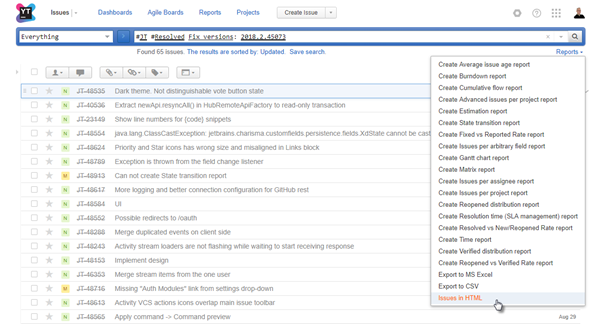 YT
Issues
Dashboards
Agile Boards
Reports
Projects
Create Issue
Everything
#JT #Resolved Fix versions: 2018.2.45073
Found 65 issues. The results are sorted by: Updated. Save search.
Reports
N JT-48535 Dark theme. Not distinguishable vote button state
N JT-40536 Extract newApi.resyncAll() in HubRemoteApiFactory to read-only transaction
N JT-23149 Show line numbers for {code} snippets
N JT-48554 java.lang.ClassCastException: jetbrains.charisma.customfields.persistence.fields.XdState cannot be cas
N JT-48624 Priority and Star icons has wrong size and misaligned in Links block
N JT-48789 Exception is thrown from the field change listener
M JT-48913 Can not create State transition report
N JT-48617 More logging and better connection configuration for GitHub rest
N JT-48584 UI
N JT-48552 Possible redirects to /oauth
N JT-48286 Merge duplicated events on client side
N JT-48243 Activity stream loaders are not flashing while waiting to start receiving response
N JT-48153 Implement design
N JT-46353 Merge stream items from the one user
M JT-48716 Missing "Auth Modules" link from settings drop-down
N JT-48613 Activity VCS actions icons overlap main issue toolbar
N JT-48565 Apply command -> Command preview
Aug 29
Create Average issue age report
Create Burndown report
Create Cumulative flow report
Create Advanced issues per project report
Create Estimation report
Create State transition report
Create Fixed vs Reported Rate report
Create Issues per arbitrary field report
Create Gantt chart report
Create Matrix report
Create Issues per assignee report
Create Issues per project report
Create Reopened distribution report
Create Resolution time (SLA management) report
Create Resolved vs New/Reopened Rate report
Create Time report
Create Verified distribution report
Create Reopened vs Verified Rate report
Export to MS Excel
Export to CSV
Issues in HTML